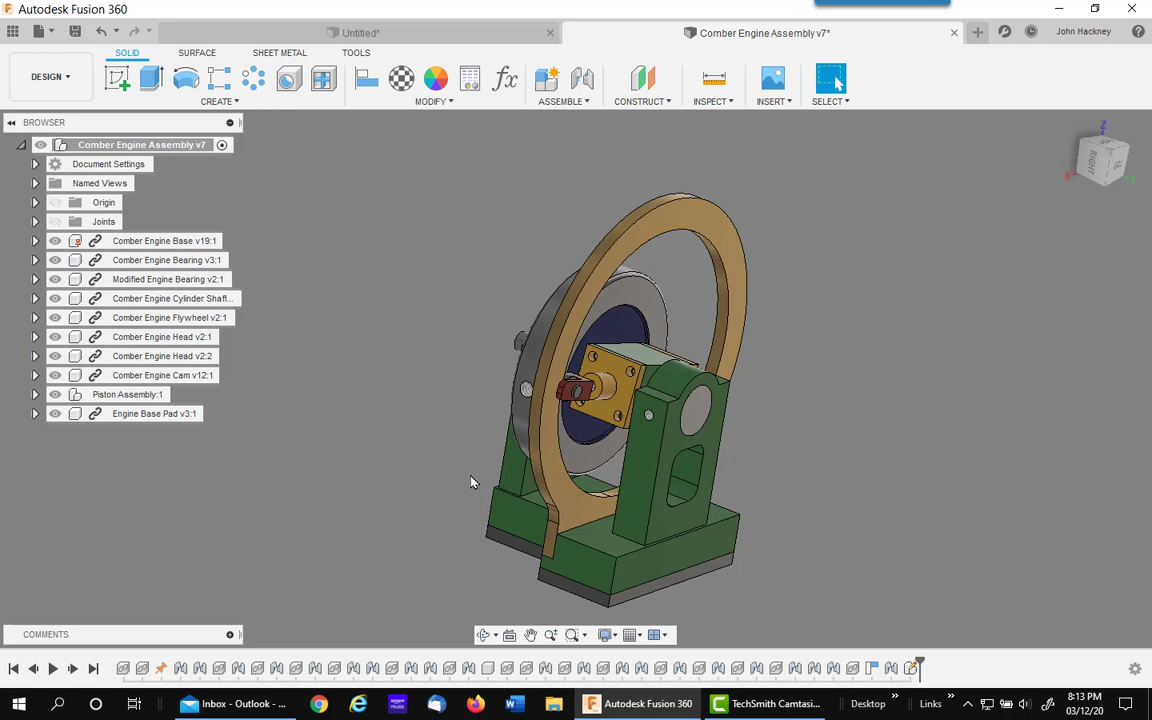 Autodesk Fusion 360
Untitled*
Comber Engine Assembly v7*
John Hackney
DESIGN
SOLID
SURFACE
SHEET METAL
TOOLS
CREATE
MODIFY
ASSEMBLE
CONSTRUCT
INSPECT
INSERT
SELECT
fx
BROWSER
Comber Engine Assembly v7
Document Settings
Named Views
Origin
Joints
Comber Engine Base v19:1
Comber Engine Bearing v3:1
Modified Engine Bearing v2:1
Comber Engine Cylinder Shaft...
Comber Engine Flywheel v2:1
Comber Engine Head v2:1
Comber Engine Head v2:2
Comber Engine Cam v12:1
Piston Assembly:1
Engine Base Pad v3:1
Z
RIGHT
X
Y
COMMENTS
Inbox - Outlook - ...
Autodesk Fusion 360
TechSmith Camtasi...
Desktop
Links
8:13 PM
03/12/20